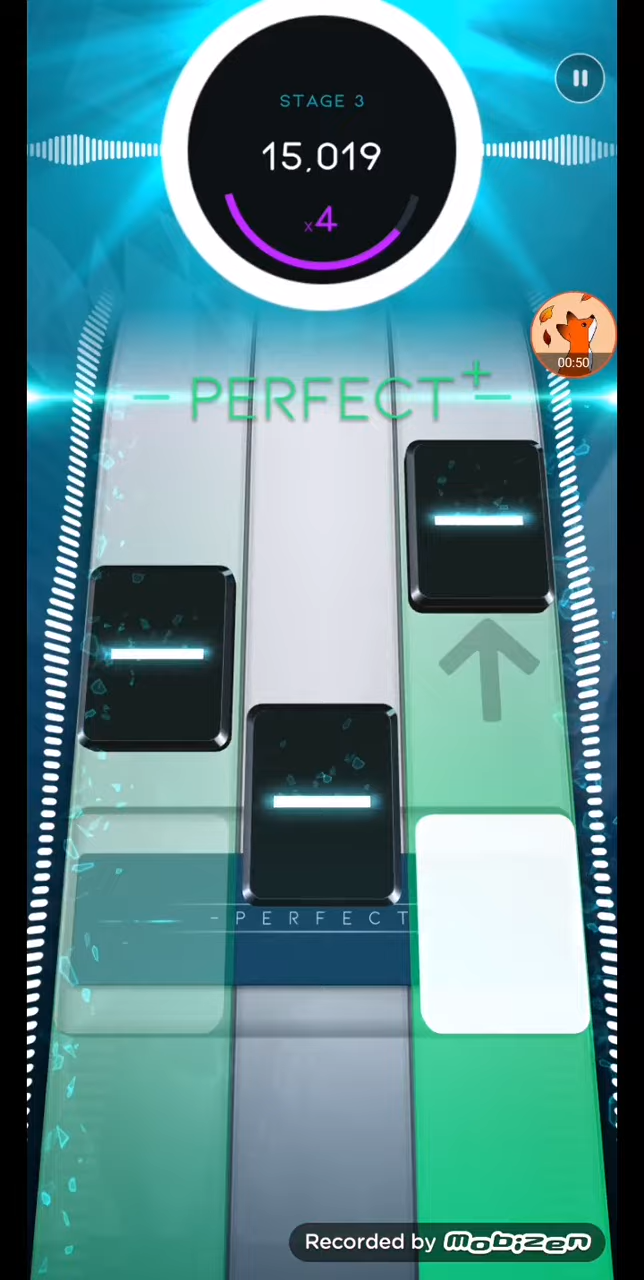 STAGE 3
15,019
x4
00:50
PERFECT+
- PERFECT
Recorded by mobizen